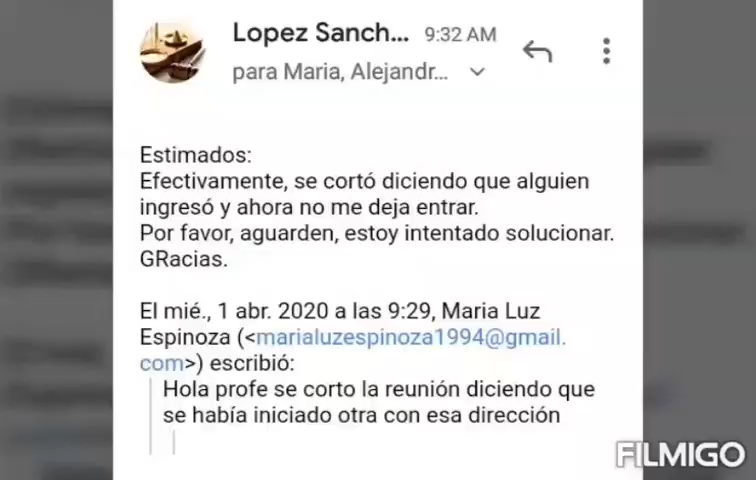 Lopez Sanch... 9:32 AM
para Maria, Alejandr...
Estimados:
Efectivamente, se cortó diciendo que alguien
ingresó y ahora no me deja entrar.
Por favor, aguarden, estoy intentado solucionar.
GRacias.
El mié., 1 abr. 2020 a las 9:29, Maria Luz
Espinoza (<marialuzespinoza1994@gmail.
com>) escribió:
Hola profe se corto la reunión diciendo que
se había iniciado otra con esa dirección
FILMIGO